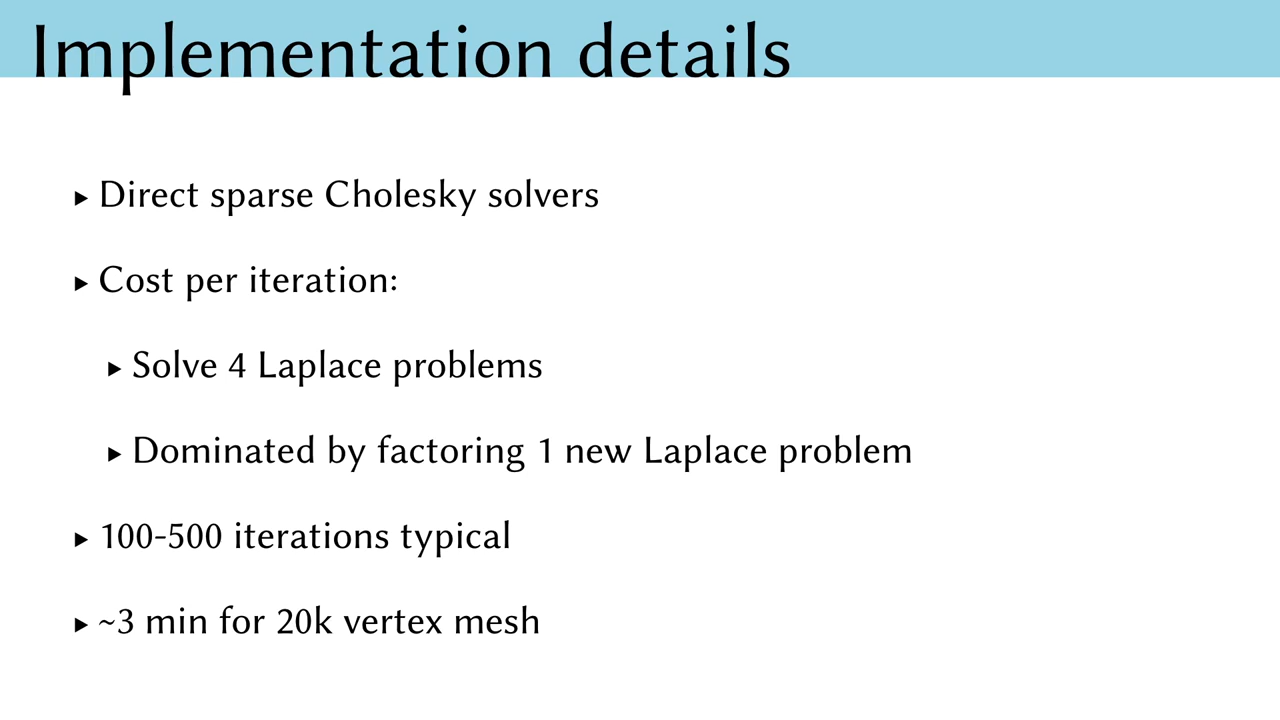 Implementation details
▸ Direct sparse Cholesky solvers
▸ Cost per iteration:
▸ Solve 4 Laplace problems
▸ Dominated by factoring 1 new Laplace problem
▸ 100-500 iterations typical
▸ ~3 min for 20k vertex mesh